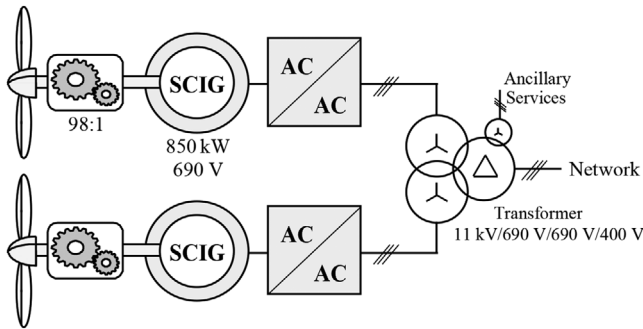 SCIG
AC
AC
98:1
850 kW
690 V
Ancillary
Services
Network
Transformer
11 kV/690 V/690 V/400 V
SCIG
AC
AC